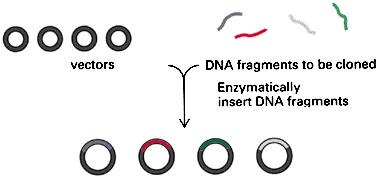 vectors
DNA fragments to be cloned
Enzymatically
insert DNA fragments